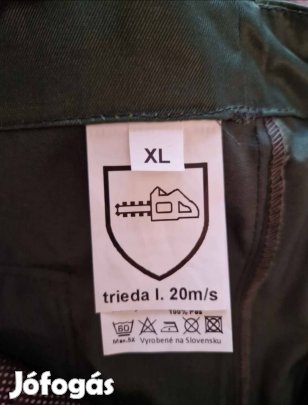 XL
trieda I. 20m/s
100% Pes
60
Max.5X Vyrobené na Slovensku
Jófogás